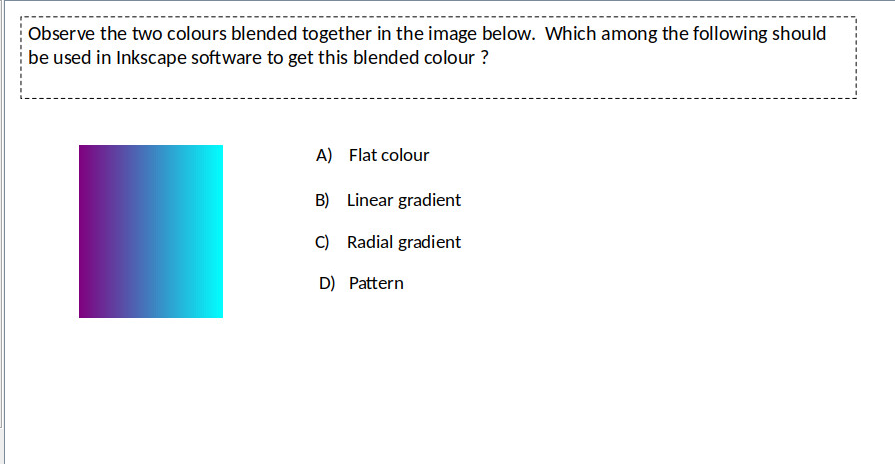 Observe the two colours blended together in the image below.  Which among the following should
be used in Inkscape software to get this blended colour ?
A) Flat colour
B) Linear gradient
C) Radial gradient
D) Pattern